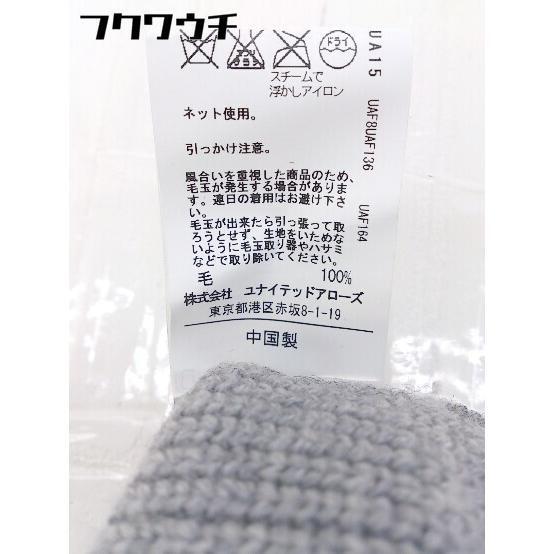 フクワウチ
エンソ
サラシ
ドライ
スチームで
浮かしアイロン
ネット使用。
引っかけ注意。
風合いを重視した商品のため、
毛玉が発生する場合がありま
す。連日の着用はお避け下さ
い。
毛玉が出来たら引っ張って取
ろうとせず、生地をいためな
いように毛玉取り器やハサミ
などで取り除いてください。
毛 100%
株式会社 ユナイテッドアローズ
東京都港区赤坂8-1-19
中国製
UA15
UAF8UAF136
UAF164